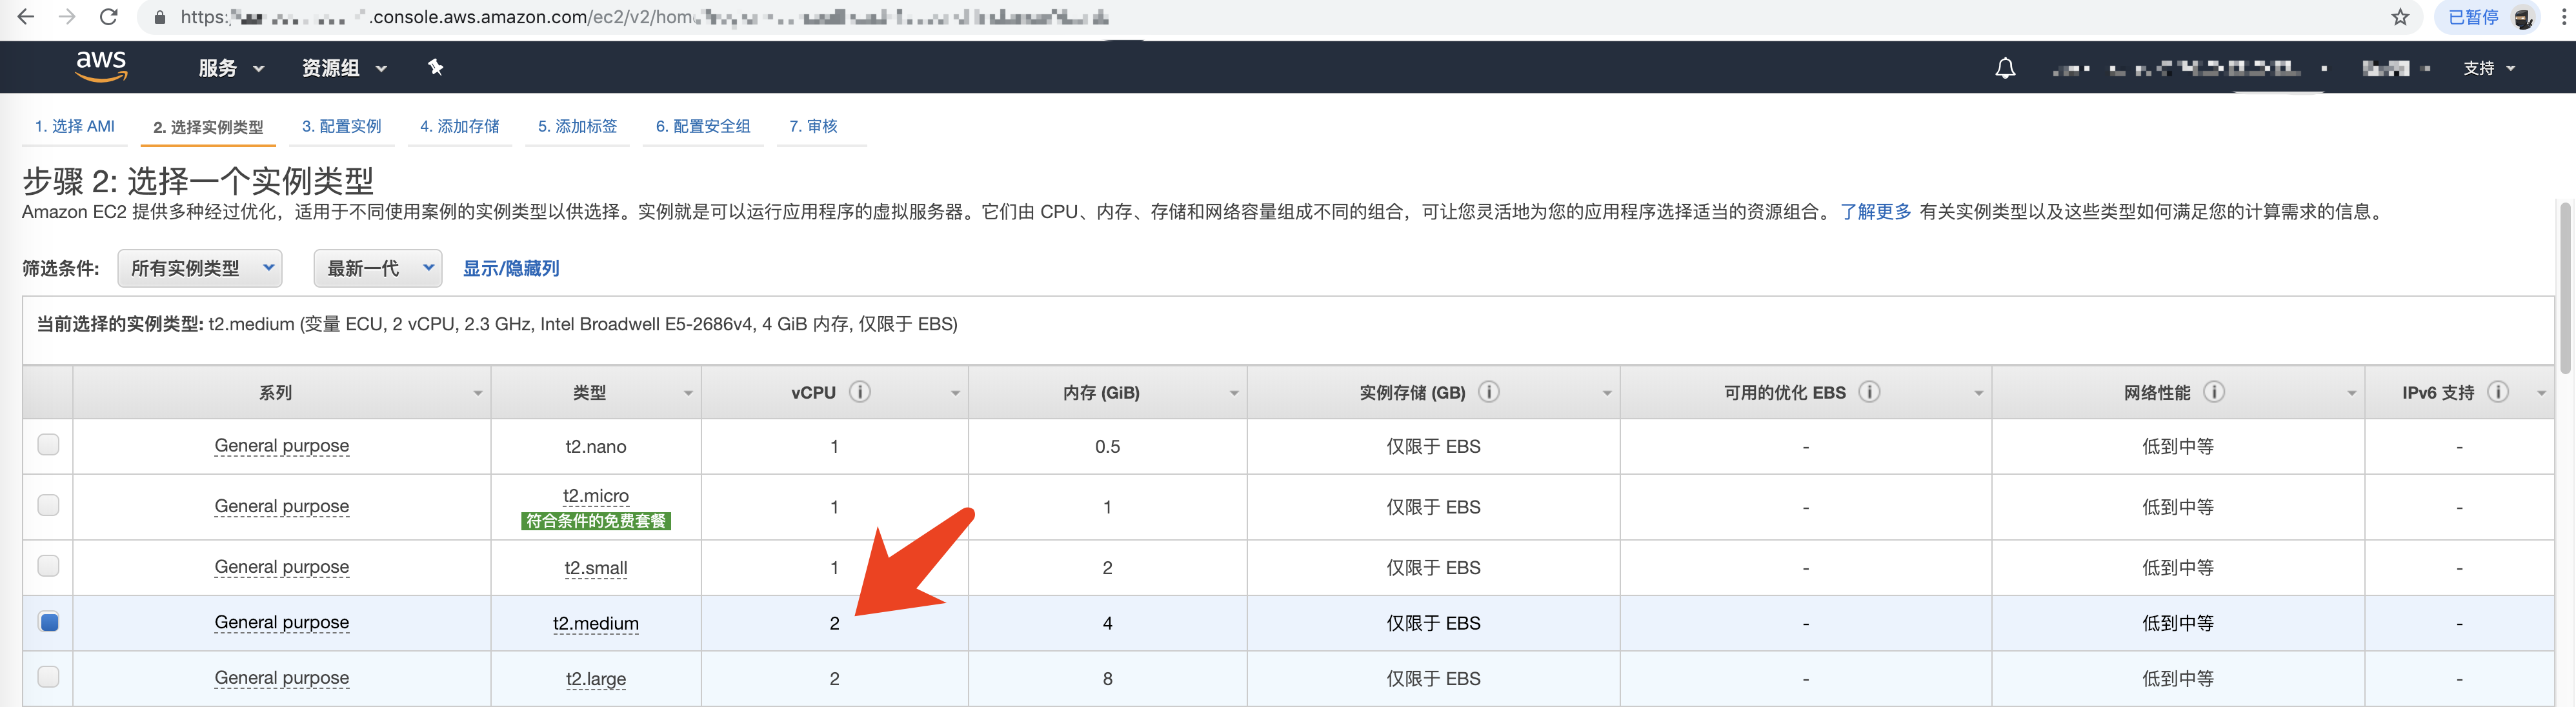 https:
.console.aws.amazon.com/ec2/v2/hom
已暂停
aws
服务
资源组
支持
1. 选择 AMI
2. 选择实例类型
3. 配置实例
4. 添加存储
5. 添加标签
6. 配置安全组
7. 审核
步骤 2: 选择一个实例类型
Amazon EC2 提供多种经过优化，适用于不同使用案例的实例类型以供选择。实例就是可以运行应用程序的虚拟服务器。它们由 CPU、内存、存储和网络容量组成不同的组合，可让您灵活地为您的应用程序选择适当的资源组合。 了解更多 有关实例类型以及这些类型如何满足您的计算需求的信息。
筛选条件: 所有实例类型 最新一代 显示/隐藏列
当前选择的实例类型: t2.medium (变量 ECU, 2 vCPU, 2.3 GHz, Intel Broadwell E5-2686v4, 4 GiB 内存, 仅限于 EBS)
系列 类型 vCPU 内存 (GiB) 实例存储 (GB) 可用的优化 EBS 网络性能 IPv6 支持
General purpose t2.nano 1 0.5 仅限于 EBS - 低到中等 -
General purpose t2.micro 1 1 仅限于 EBS - 低到中等 -
符合条件的免费套餐
General purpose t2.small 1 2 仅限于 EBS - 低到中等 -
General purpose t2.medium 2 4 仅限于 EBS - 低到中等 -
General purpose t2.large 2 8 仅限于 EBS - 低到中等 -